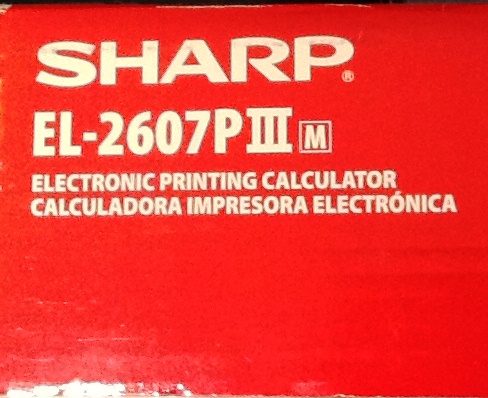 SHARP®
EL-2607PIII M
ELECTRONIC PRINTING CALCULATOR
CALCULADORA IMPRESORA ELECTRÓNICA